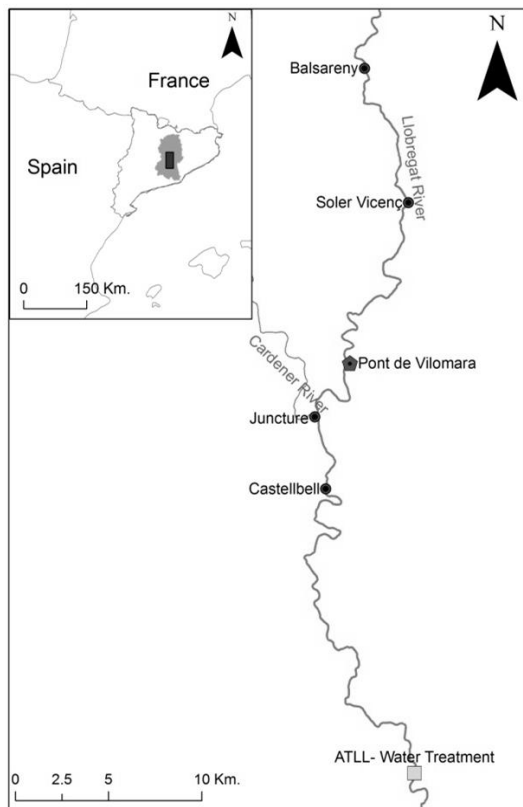 N
France
Spain
0 150 Km.
N
Balsareny
Llobregat River
Soler Vicenç
Pont de Vilomara
Cardener River
Juncture
Castellbell
ATLL- Water Treatment
0 2.5 5 10 Km.